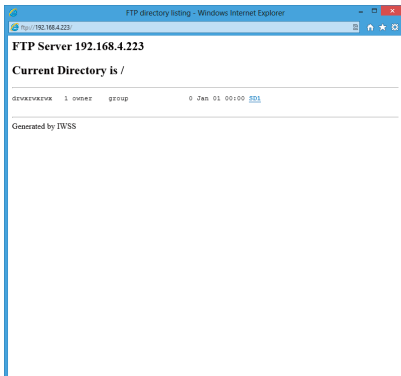 FTP directory listing - Windows Internet Explorer
ftp://192.168.4.223/
FTP Server 192.168.4.223
Current Directory is /
drwxrwxrwx 1 owner group 0 Jan 01 00:00 SD1
Generated by IWSS